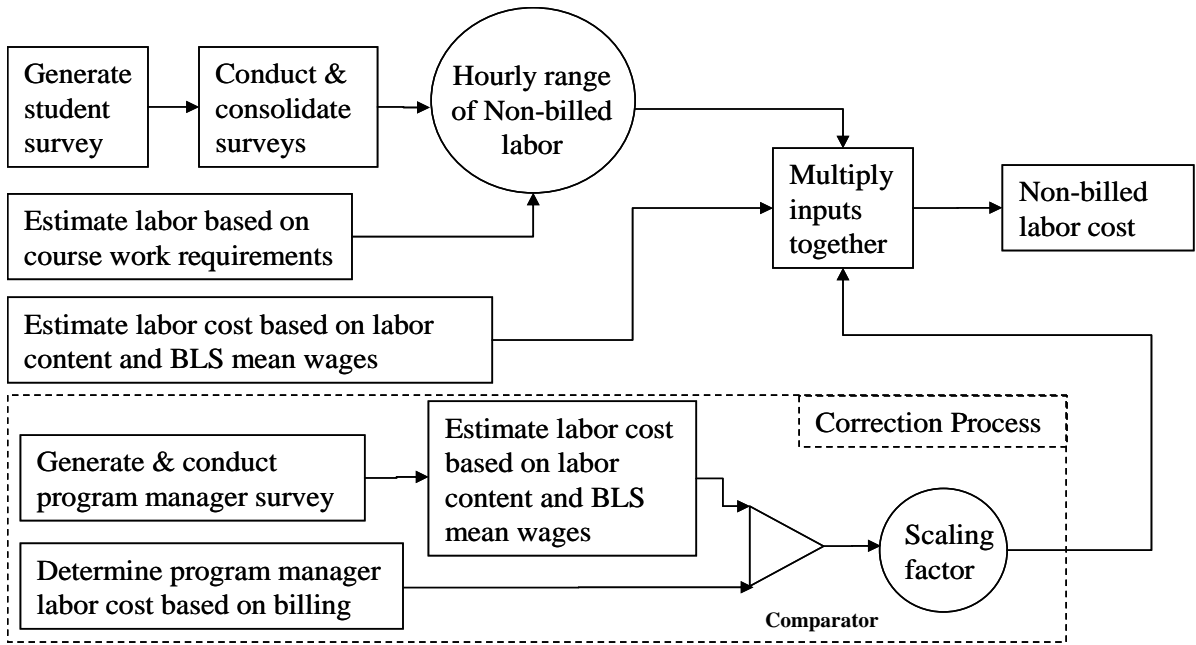 Generate
student
survey
Conduct &
consolidate
surveys
Hourly range
of Non-billed
labor
Multiply
inputs
together
Non-billed
labor cost
Estimate labor based on
course work requirements
Estimate labor cost based on labor
content and BLS mean wages
Correction Process
Generate & conduct
program manager survey
Estimate labor cost
based on labor
content and BLS
mean wages
Scaling
factor
Determine program manager
labor cost based on billing
Comparator